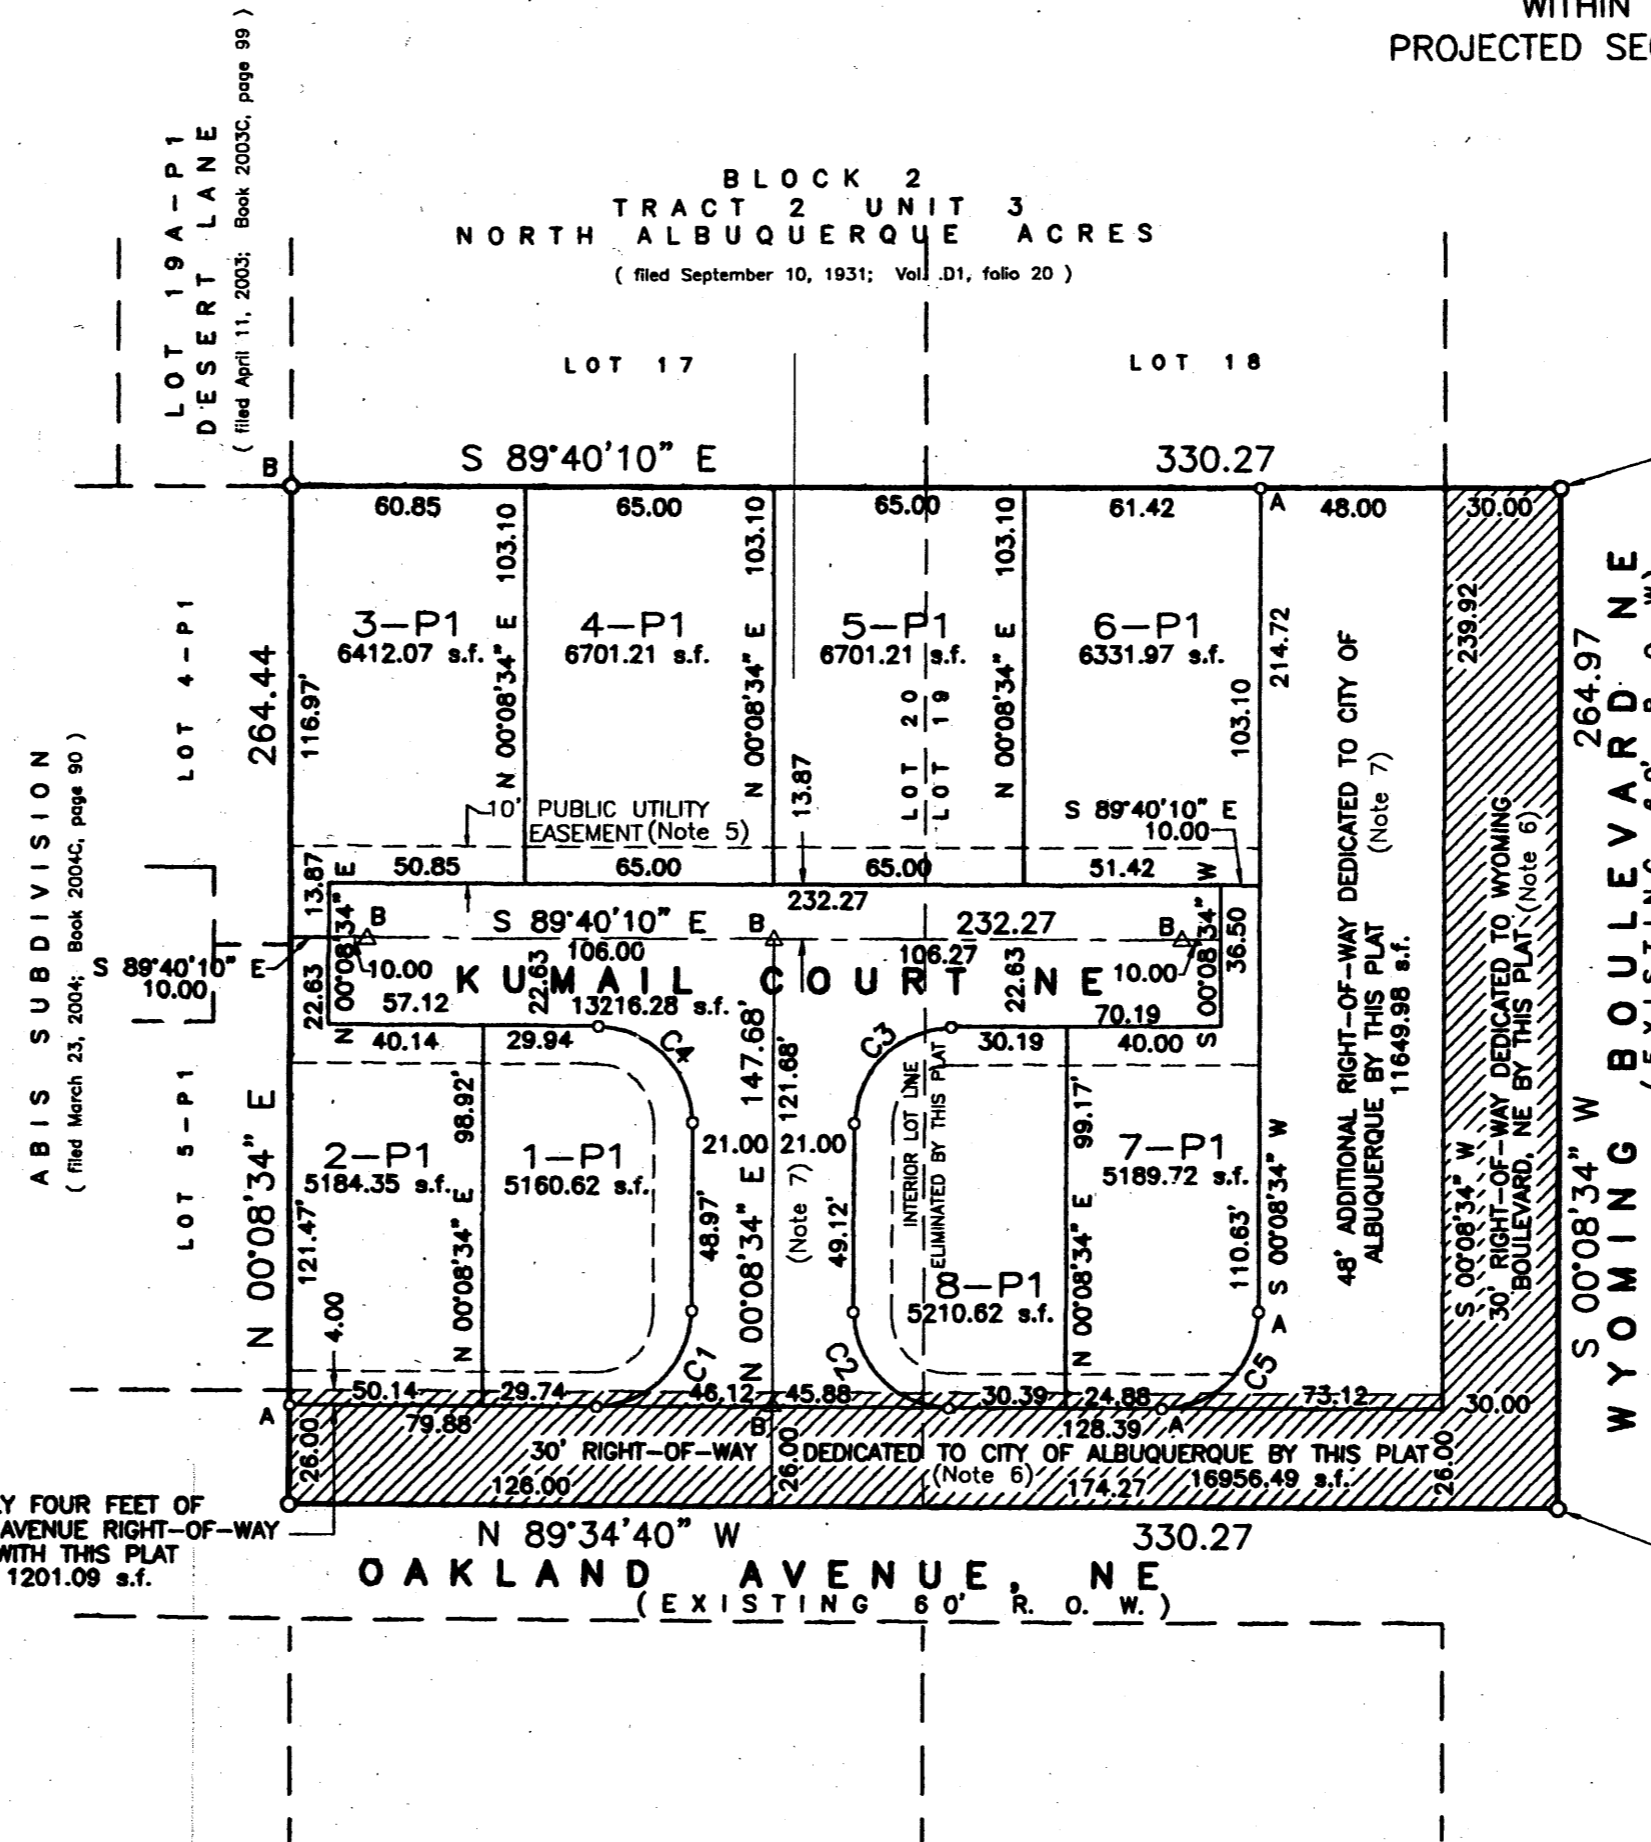 WITHIN
PROJECTED
LOT 19A-P1
DESERT LANE
( filed April 11, 2003; Book 2003C, page 99 )
BLOCK 2
TRACT 2 UNIT 3
NORTH ALBUQUERQUE ACRES
( filed September 10, 1931; Vol. D1, folio 20 )
LOT 17
LOT 18
B
S 89°40'10" E
330.27
60.85
65.00
65.00
61.42
A
48.00
30.00
103.10
103.10
103.10
3-P1
6412.07 s.f.
4-P1
6701.21 s.f.
5-P1
6701.21 s.f.
6-P1
6331.97 s.f.
N 00°08'34" E
N 00°08'34" E
N 00°08'34" E
214.72
239.92
264.97
264.44
116.97'
103.10
LOT 4-P1
LOT 20
LOT 19
13.87
ABIS SUBDIVISION
( filed March 23, 2004; Book 2004C, page 90 )
10' PUBLIC UTILITY
EASEMENT (Note 5)
S 89°40'10" E
10.00
48' ADDITIONAL RIGHT-OF-WAY DEDICATED TO CITY OF
ALBUQUERQUE BY THIS PLAT
(Note 7)
11649.98 s.f.
S 00°08'34" W
30' RIGHT-OF-WAY DEDICATED TO WYOMING
BOULEVARD, NE BY THIS PLAT (Note 6)
S 00°08'34" W
WYOMING BOULEVARD NE
13.87
50.85
65.00
65.00
51.42
232.27
N 00°08'34" E
B
S 89°40'10" E
B
232.27
B
S 00°08'34" W
36.50
S 89°40'10" E
10.00
10.00
106.00
106.27
10.00
22.63
KUMAIL COURT NE
57.12
22.63
13216.28 s.f.
22.63
70.19
40.14
29.94
C4
147.68'
121.68'
C3
30.19
40.00
LOT 5-P1
N 00°08'34" E
98.92'
99.17'
INTERIOR LOT LINE
ELIMINATED BY THIS PLAT
2-P1
5184.35 s.f.
1-P1
5160.62 s.f.
21.00
21.00
7-P1
5189.72 s.f.
S 00°08'34" W
121.47'
N 00°08'34" E
48.97'
N 00°08'34" E
(Note 7)
49.12'
8-P1
5210.62 s.f.
N 00°08'34" E
110.63'
A
4.00
C1
C2
C5
50.14
29.74
46.12
45.88
30.39
24.88
73.12
30.00
A
79.88
B
128.39
A
26.00
26.00
26.00
30' RIGHT-OF-WAY DEDICATED TO CITY OF ALBUQUERQUE BY THIS PLAT
(Note 6)
126.00
174.27
16956.49 s.f.
Y FOUR FEET OF
AVENUE RIGHT-OF-WAY
WITH THIS PLAT
1201.09 s.f.
N 89°34'40" W
330.27
OAKLAND AVENUE, NE
(EXISTING 60' R. O. W.)